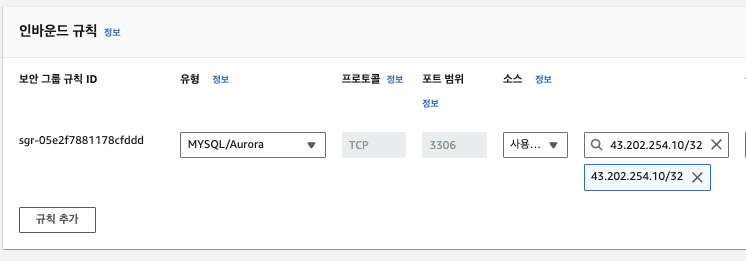 인바운드 규칙 정보
보안 그룹 규칙 ID 유형 정보 프로토콜 정보 포트 범위 소스 정보
정보
sgr-05e2f7881178cfddd MYSQL/Aurora TCP 3306 사용... 43.202.254.10/32
43.202.254.10/32
규칙 추가